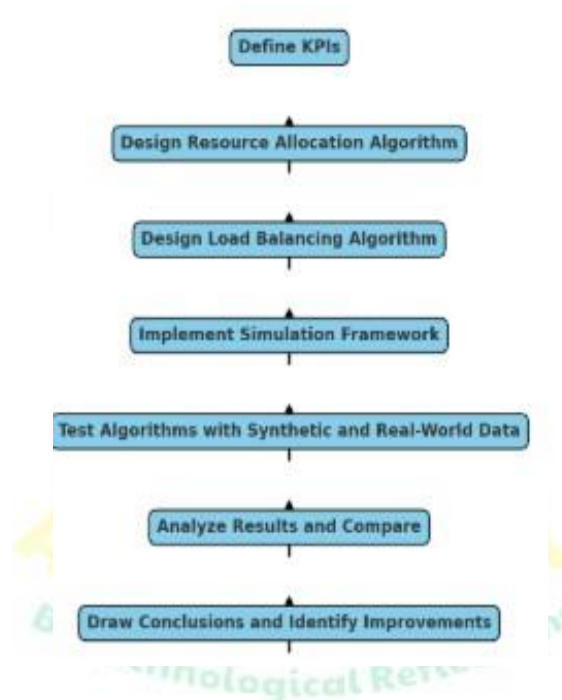 Define KPIs
Design Resource Allocation Algorithm
Design Load Balancing Algorithm
Implement Simulation Framework
Test Algorithms with Synthetic and Real-World Data
Analyze Results and Compare
Draw Conclusions and Identify Improvements